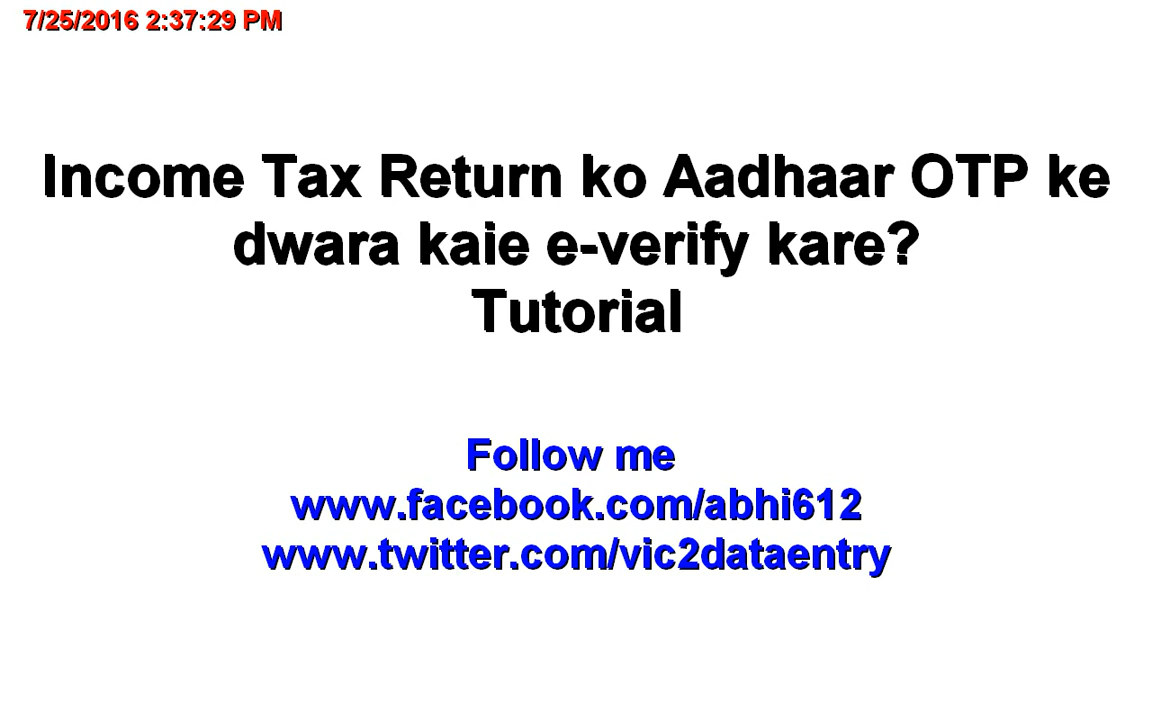 7/25/2016 2:37:29 PM
Income Tax Return ko Aadhaar OTP ke
dwara kaie e-verify kare?
Tutorial
Follow me
www.facebook.com/abhi612
www.twitter.com/vic2dataentry